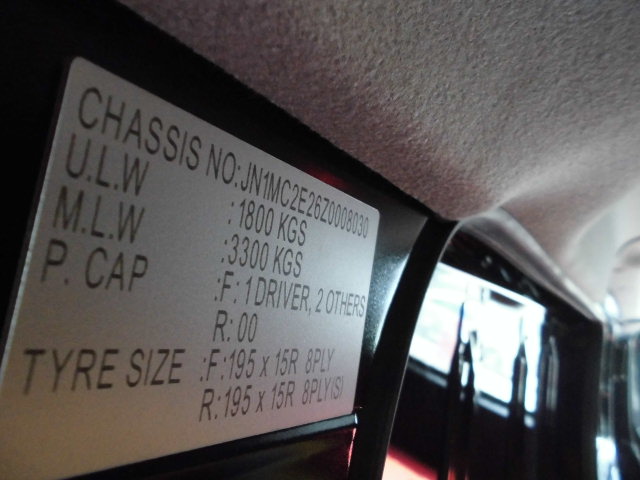 CHASSIS NO:JN1MC2E26Z0008030
U.L.W :1800 KGS
M.L.W :3300 KGS
P. CAP :F: 1 DRIVER, 2 OTHERS
R: 00
TYRE SIZE :F:195 x 15R 8PLY
R:195 x 15R 8PLY(S)